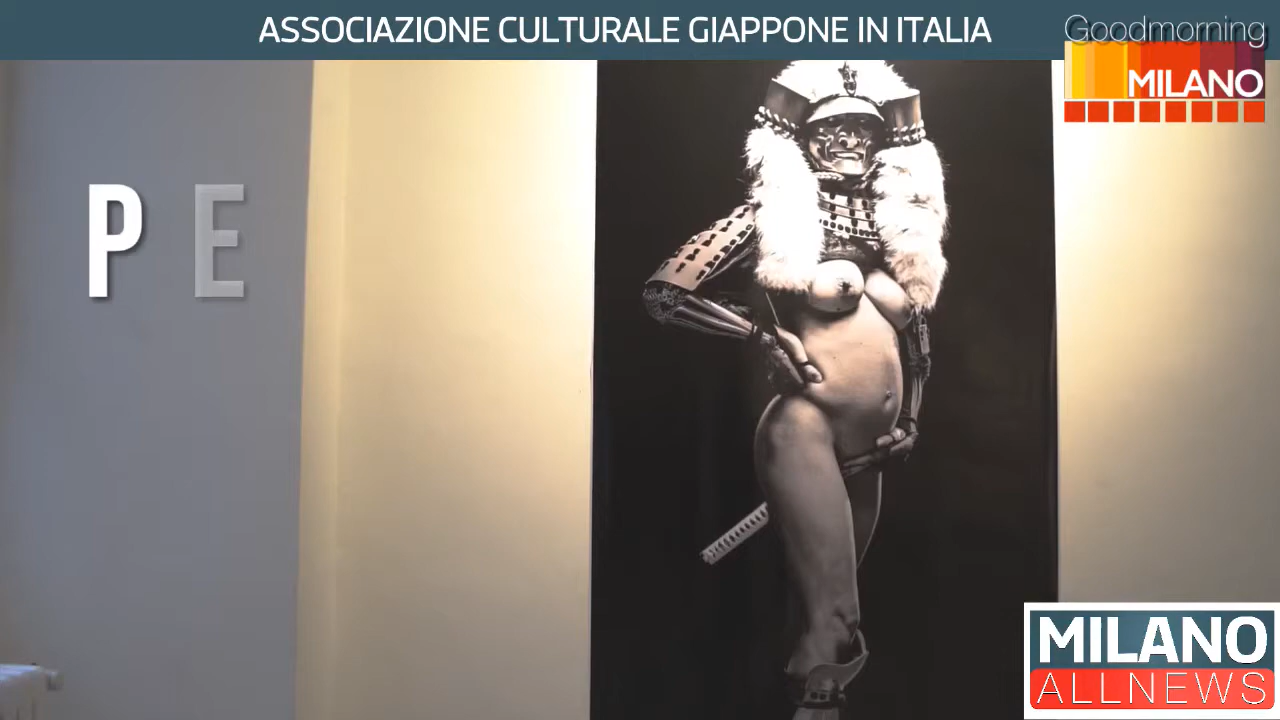 ASSOCIAZIONE CULTURALE GIAPPONE IN ITALIA
Goodmorning
MILANO
P E
MILANO
ALLNEWS